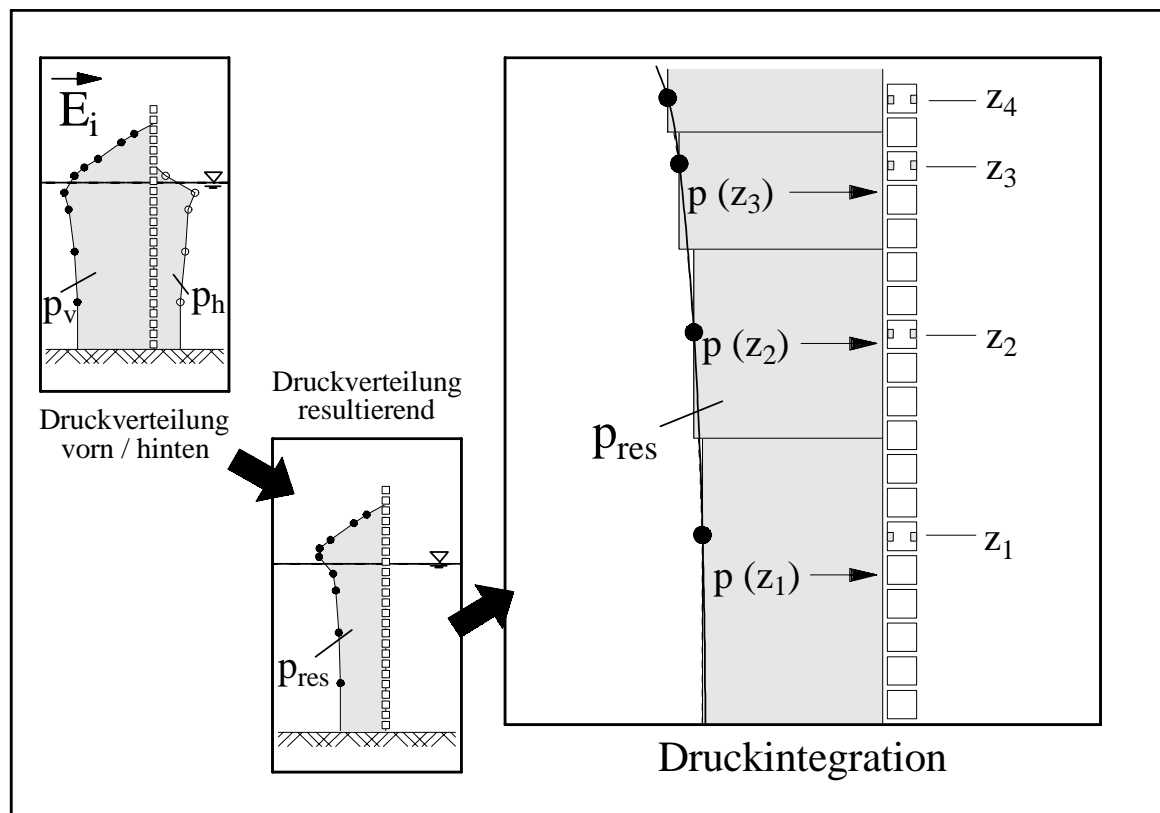 E_i
p_v
p_h
Druckverteilung
vorn / hinten
Druckverteilung
resultierend
p_res
z_4
p (z_3)
z_3
p (z_2)
z_2
p_res
z_1
p (z_1)
Druckintegration